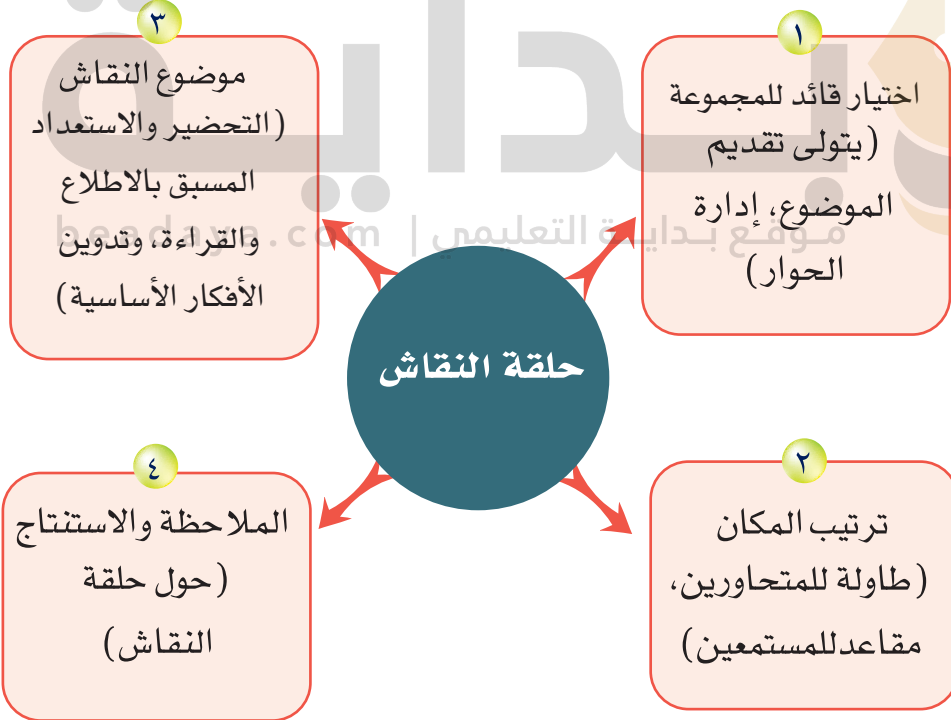 ١
اختيار قائد للمجموعة
(يتولى تقديم
الموضوع، إدارة
الحوار)
٢
ترتيب المكان
(طاولة للمتحاورين،
مقاعدللمستمعين)
٣
موضوع النقاش
(التحضير والاستعداد
المسبق بالاطلاع
والقراءة، وتدوين
الأفكار الأساسية)
٤
الملاحظة والاستنتاج
(حول حلقة
النقاش)
حلقة النقاش
بداية
موقع بداية التعليمي | beadaya.com